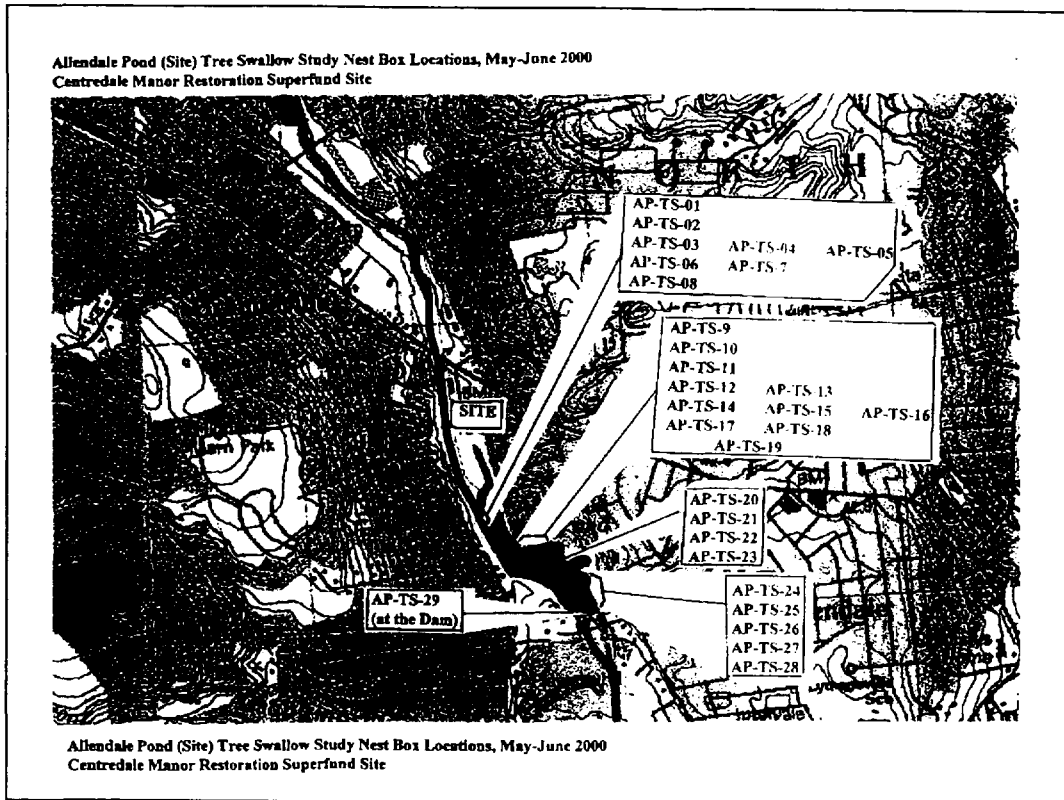 Allendale Pond (Site) Tree Swallow Study Nest Box Locations, May-June 2000
Centredale Manor Restoration Superfund Site
AP-TS-01
AP-TS-02
AP-TS-03 AP-TS-04 AP-TS-05
AP-TS-06 AP-TS-7
AP-TS-08
AP-TS-9
AP-TS-10
AP-TS-11
AP-TS-12 AP-TS-13
AP-TS-14 AP-TS-15 AP-TS-16
AP-TS-17 AP-TS-18
AP-TS-19
SITE
AP-TS-20
AP-TS-21
AP-TS-22
AP-TS-23
AP-TS-24
AP-TS-25
AP-TS-26
AP-TS-27
AP-TS-28
AP-TS-29
(at the Dam)
BM
Allendale Pond (Site) Tree Swallow Study Nest Box Locations, May-June 2000
Centredale Manor Restoration Superfund Site